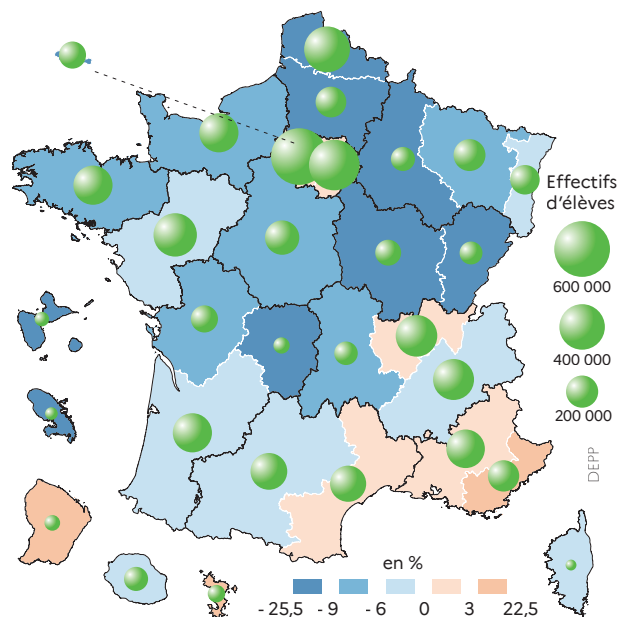 Effectifs
d'élèves
600 000
400 000
200 000
DEPP
en %
- 25,5 - 9 - 6 0 3 22,5